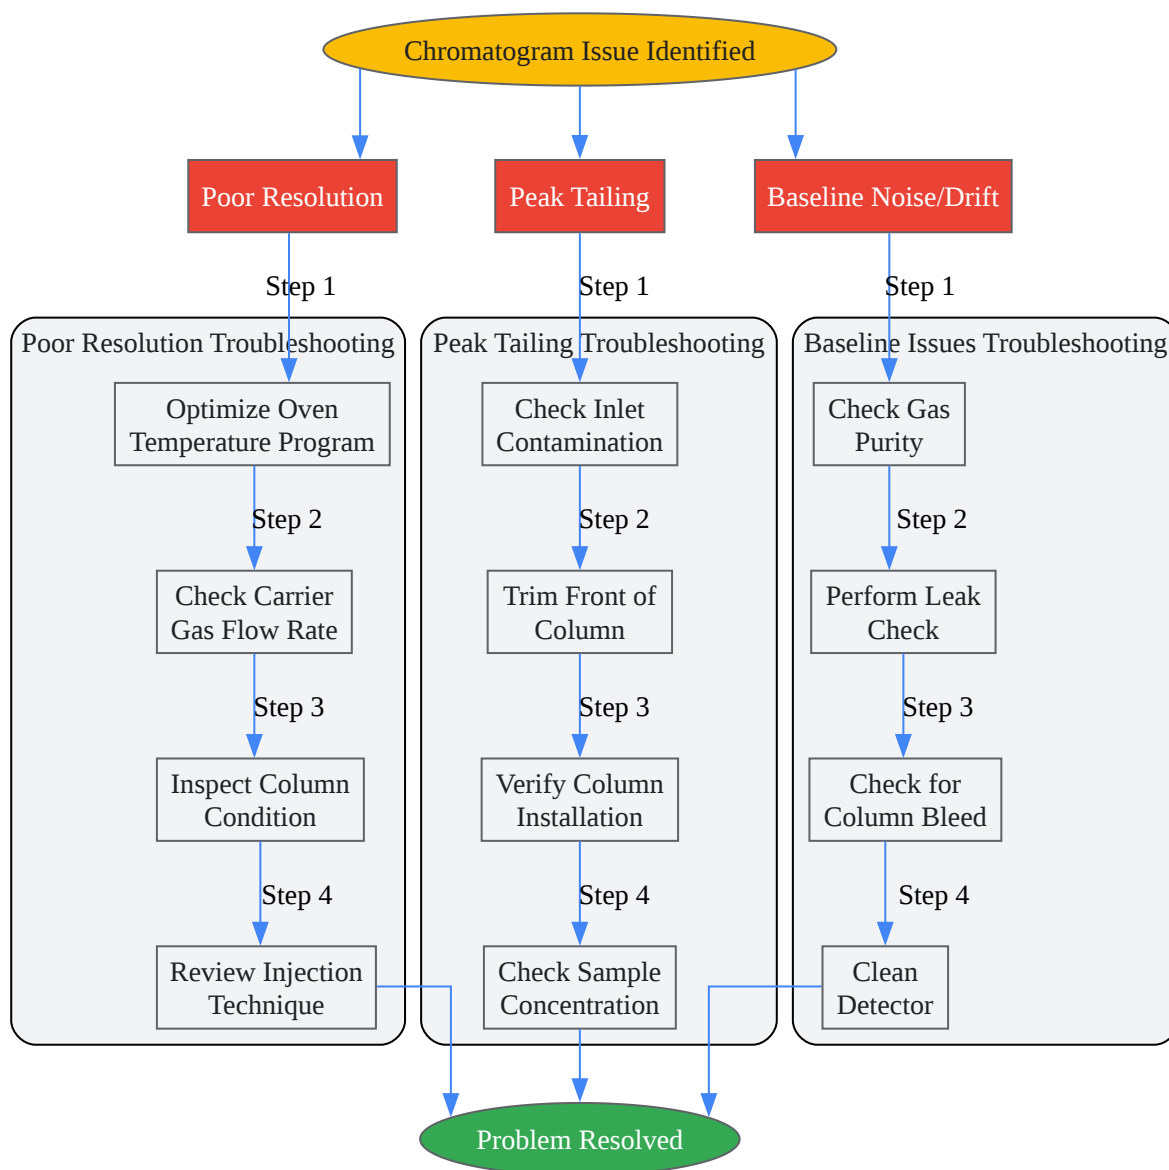 Chromatogram Issue Identified
Poor Resolution
Peak Tailing
Baseline Noise/Drift
Step 1
Step 1
Step 1
Poor Resolution Troubleshooting
Peak Tailing Troubleshooting
Baseline Issues Troubleshooting
Optimize Oven
Temperature Program
Check Inlet
Contamination
Check Gas
Purity
Step 2
Step 2
Step 2
Check Carrier
Gas Flow Rate
Trim Front of
Column
Perform Leak
Check
Step 3
Step 3
Step 3
Inspect Column
Condition
Verify Column
Installation
Check for
Column Bleed
Step 4
Step 4
Step 4
Review Injection
Technique
Check Sample
Concentration
Clean
Detector
Problem Resolved